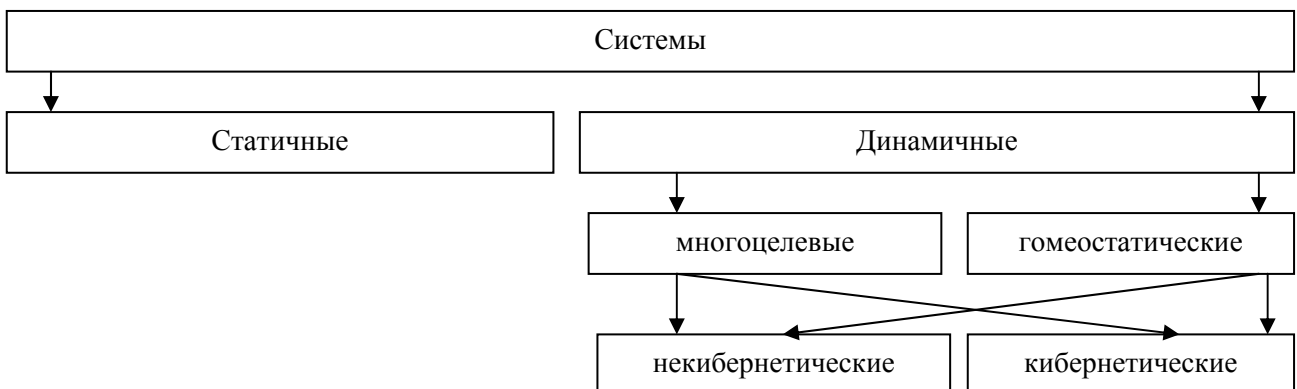 Системы
Статичные
Динамичные
многоцелевые
гомеостатические
некибернетические
кибернетические